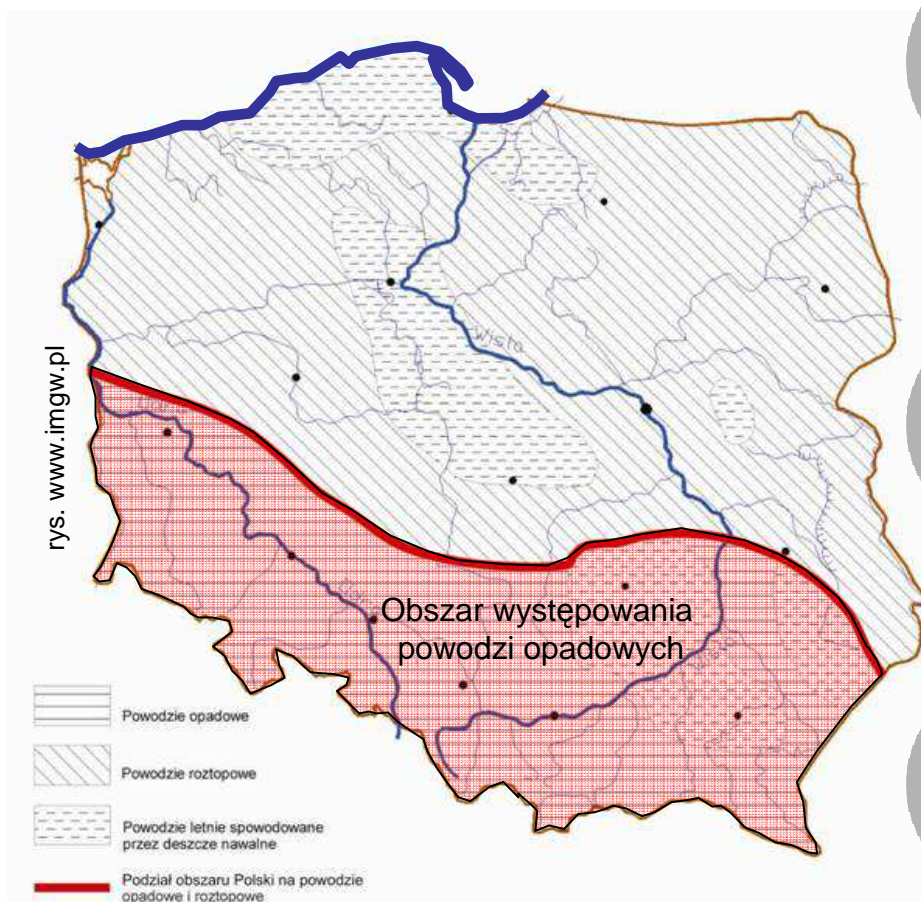 rys. www.imgw.pl
Wisła
Obszar występowania
powodzi opadowych
Powodzie opadowe
Powodzie roztopowe
Powodzie letnie spowodowane
przez deszcze nawalne
Podział obszaru Polski na powodzie
opadowe i roztopowe